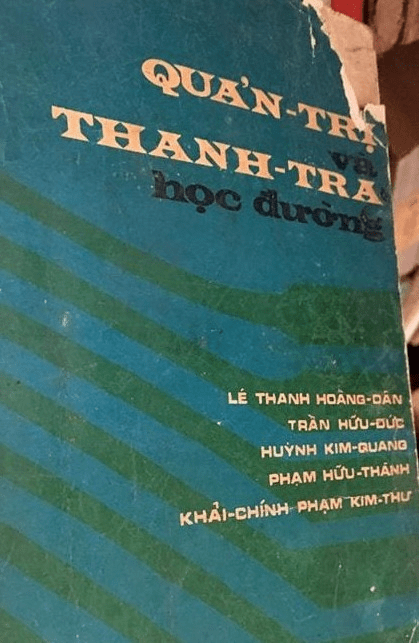 QUẢN-TRỊ
và
THANH-TRA
học đường
LÊ THANH HOÀNG-DÂN
TRẦN HỮU-ĐỨC
HUỲNH KIM-QUANG
PHẠM HỮU-THÀNH
KHẢI-CHÍNH PHẠM KIM-THƯ